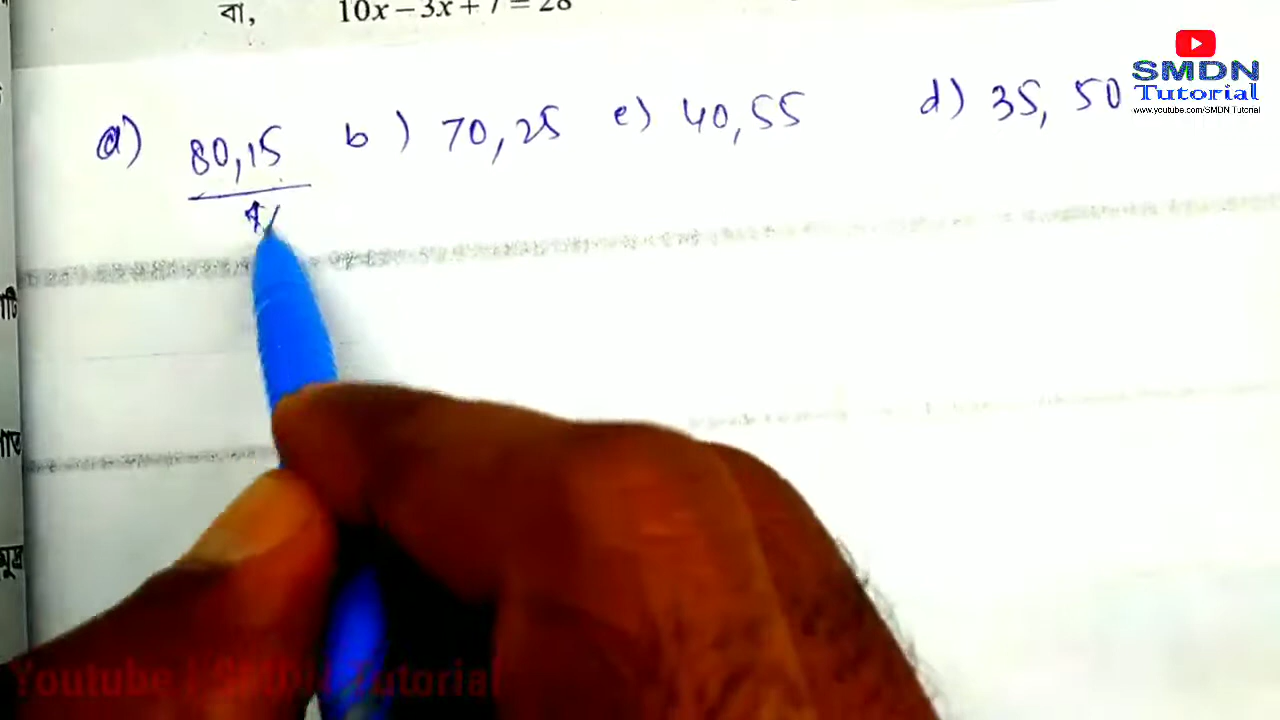 বা, 10x – 3x + 7 = 28
SMDN
Tutorial
www.youtube.com/SMDN Tutorial
a) 80,15 b) 70,25 c) 40,55 d) 35, 50
Youtube / SMDN Tutorial